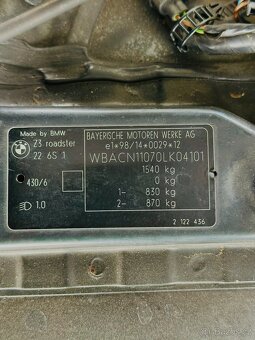 Made by BMW
Z3 roadster
22 6S 1
430/6
1.0
BAYERISCHE MOTOREN WERKE AG
e1*98/14*0029*12
WBACN11070LK04101
1540 kg
0 kg
1- 830 kg
2- 870 kg
2 122 436